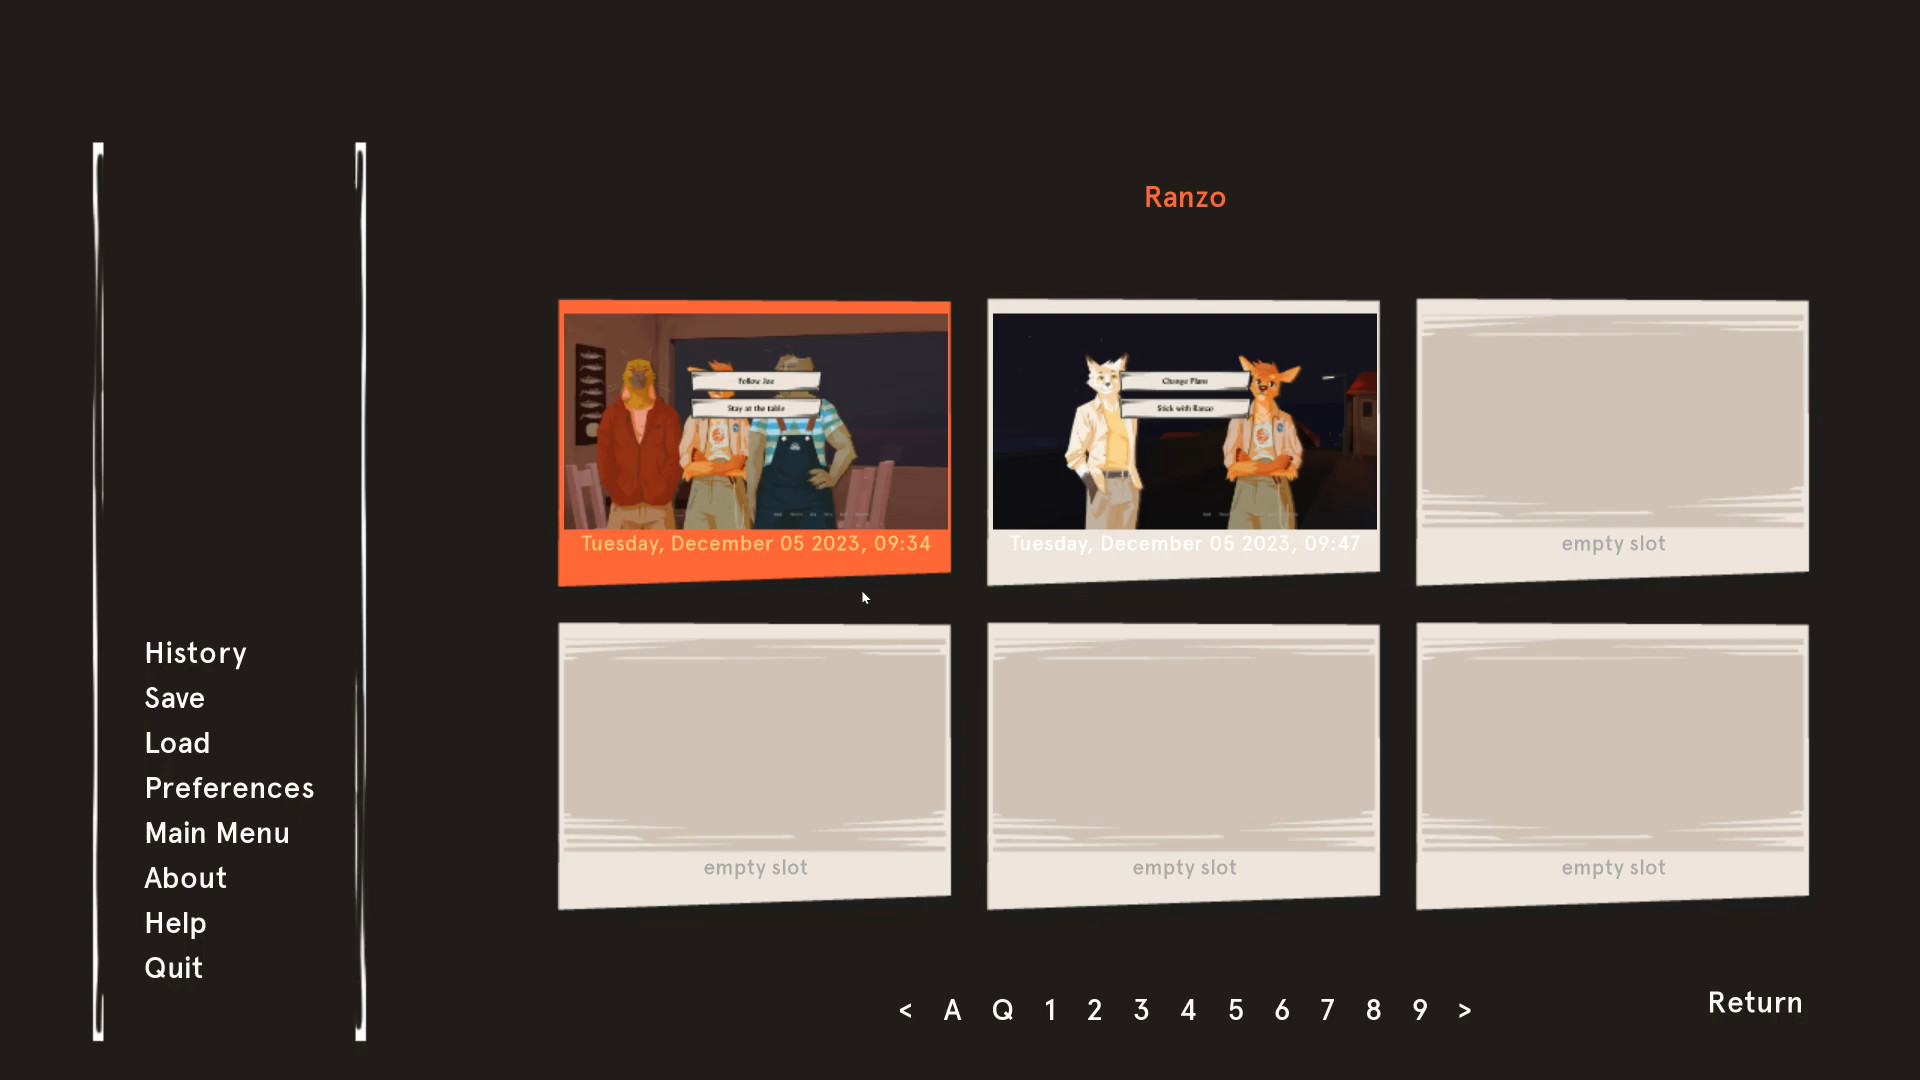 Ranzo
Follow Joe
Stay at the table
Tuesday, December 05 2023, 09:34
Change Plans
Stick with Ranzo
Tuesday, December 05 2023, 09:47
empty slot
empty slot
empty slot
empty slot
History
Save
Load
Preferences
Main Menu
About
Help
Quit
< A Q 1 2 3 4 5 6 7 8 9 >
Return